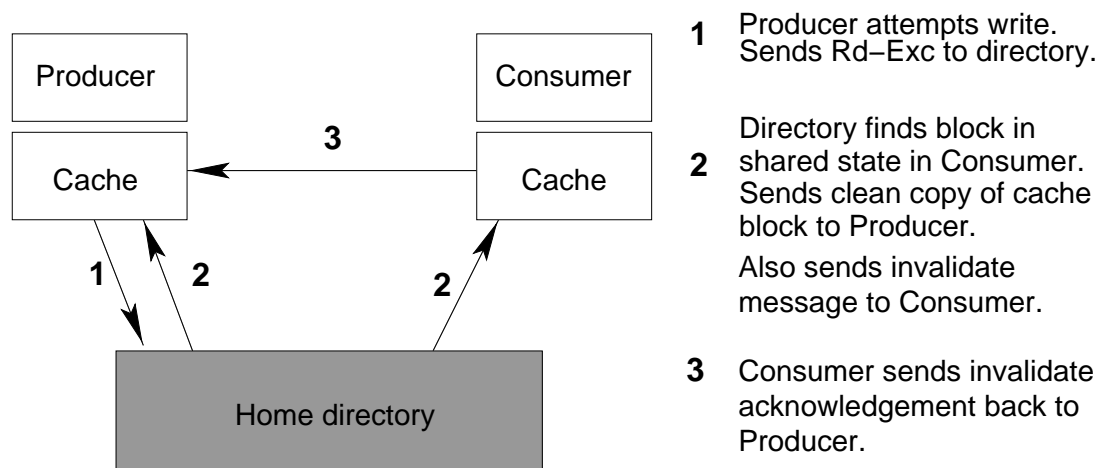 Producer
Consumer
Cache
Cache
3
1
2
2
Home directory
1 Producer attempts write.
Sends Rd−Exc to directory.
Directory finds block in
2 shared state in Consumer.
Sends clean copy of cache
block to Producer.
Also sends invalidate
message to Consumer.
3 Consumer sends invalidate
acknowledgement back to
Producer.